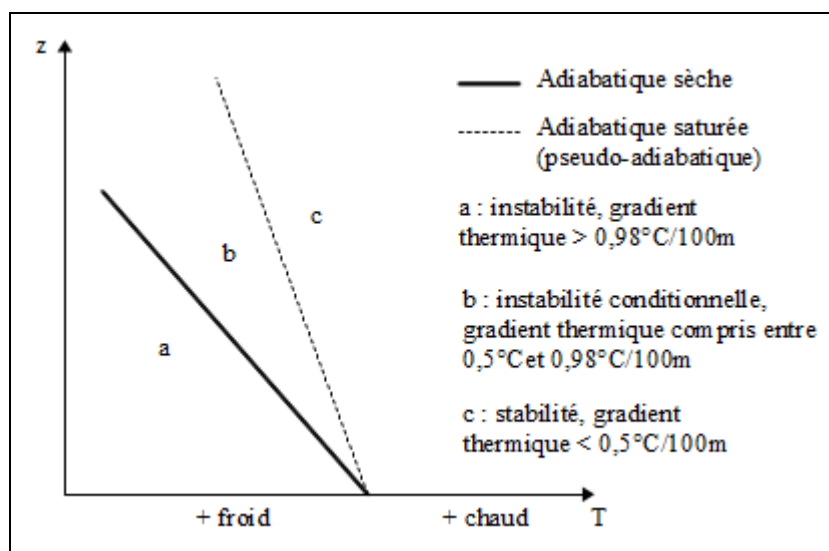 z
Adiabatique sèche
Adiabatique saturée
(pseudo-adiabatique)
a : instabilité, gradient
thermique > 0,98°C/100m
b : instabilité conditionnelle,
gradient thermique compris entre
0,5°C et 0,98°C/100m
c : stabilité, gradient
thermique < 0,5°C/100m
c
b
a
+ froid
+ chaud
T